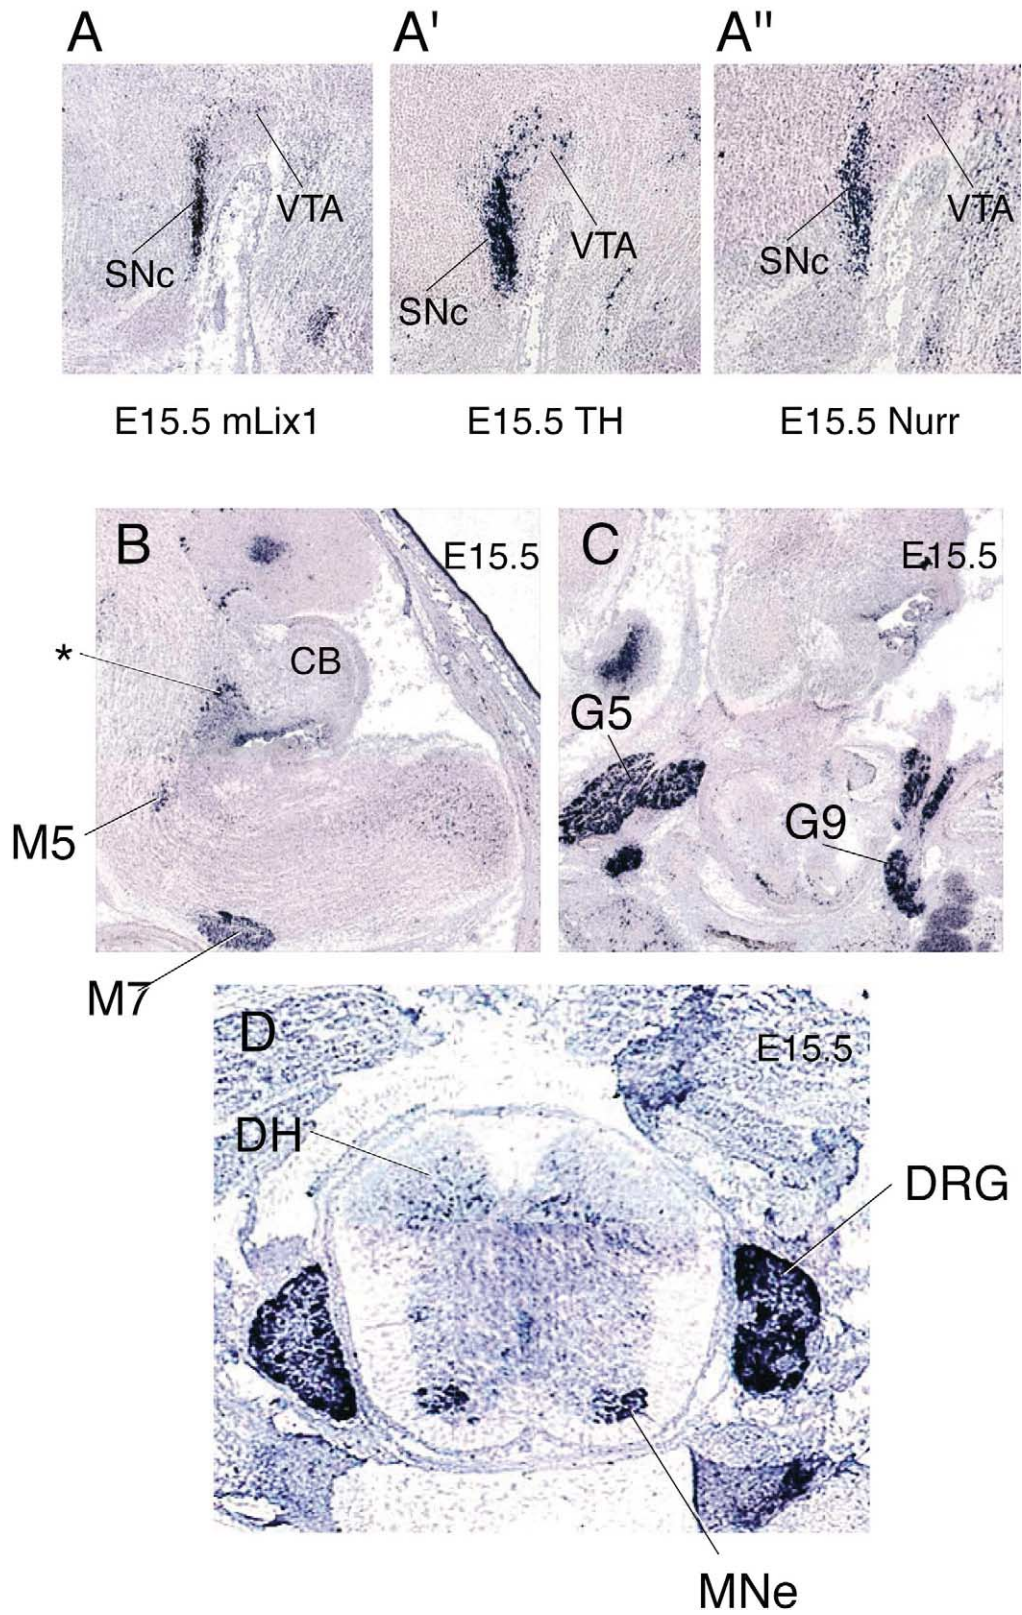 A A' A"
VTA
SNc
VTA
SNc
VTA
SNc
E15.5 mLix1 E15.5 TH E15.5 Nurr
B E15.5
* CB
M5
M7
C E15.5
G5
G9
D E15.5
DH
DRG
MNe